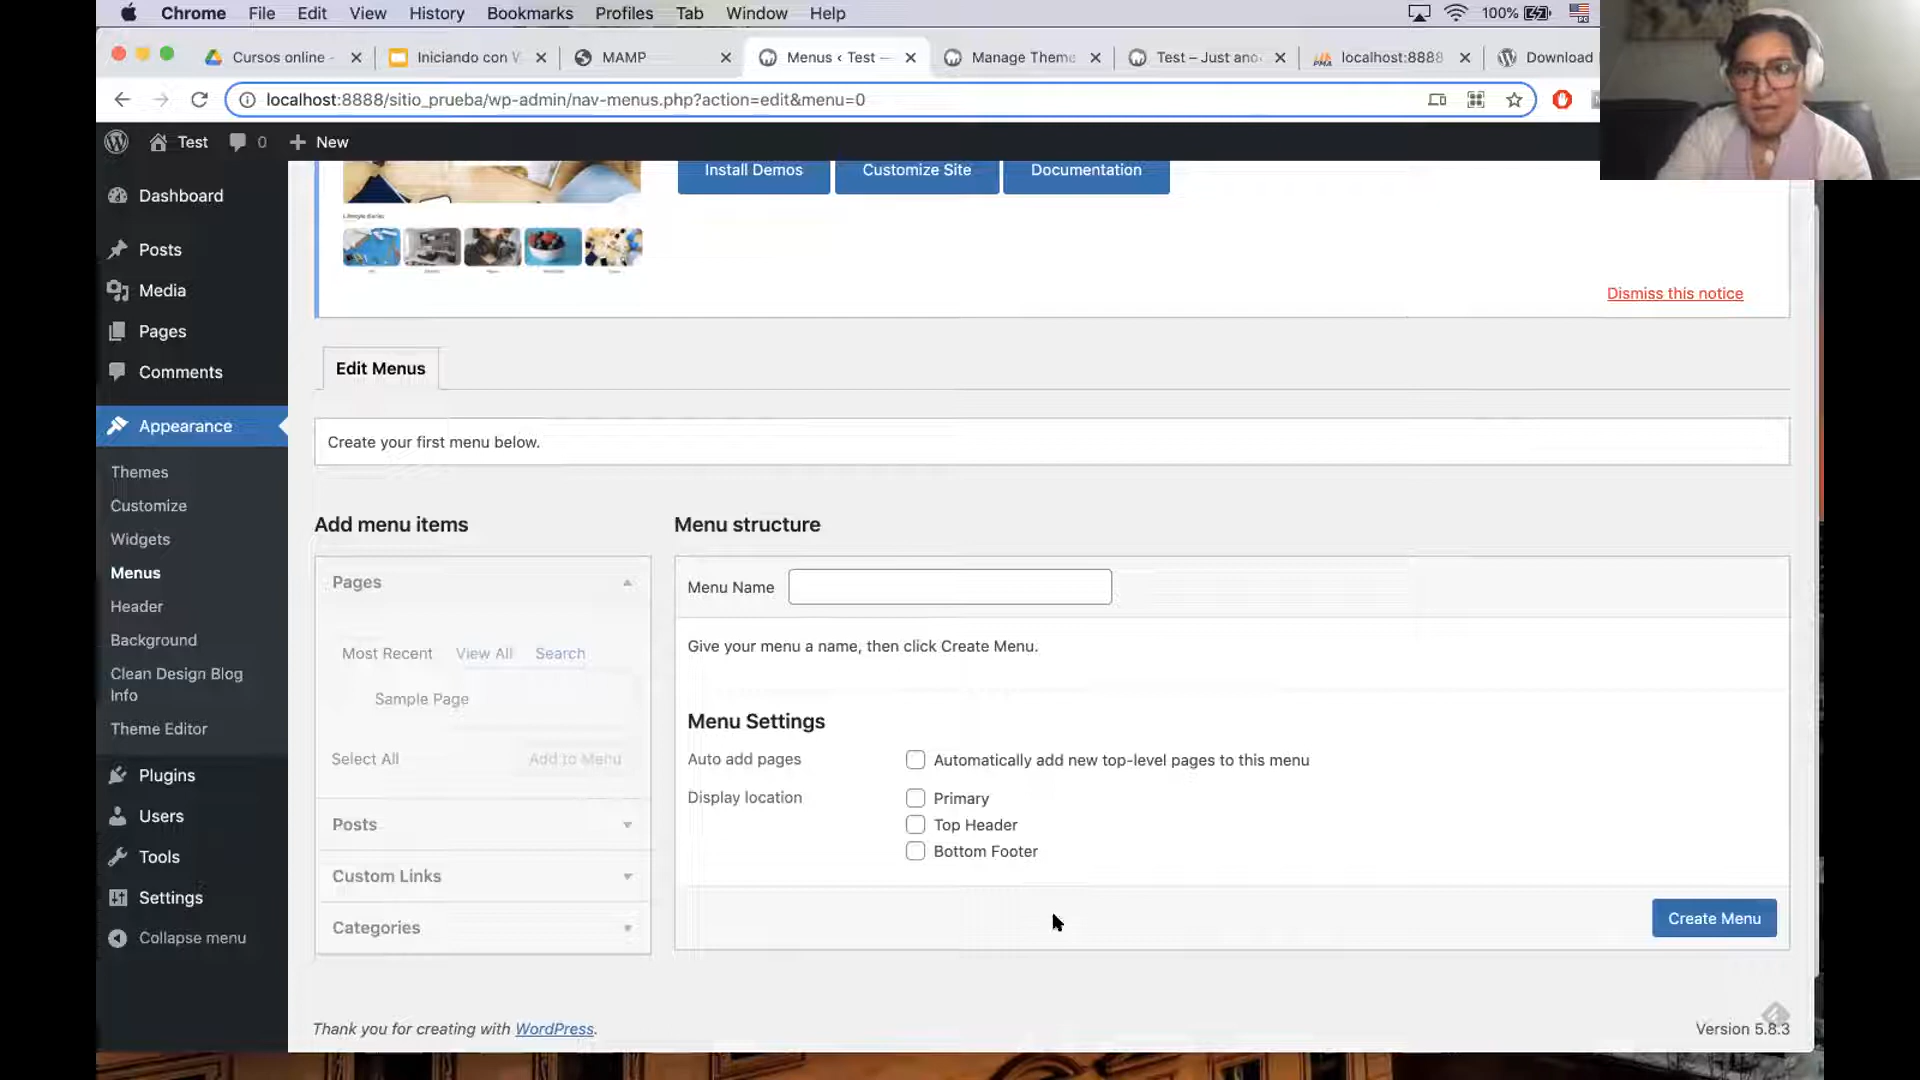 Chrome File Edit View History Bookmarks Profiles Tab Window Help 100%
Cursos online - Iniciando con W MAMP Menus ‹ Test — Manage Theme Test – Just ano localhost:8888 Download
localhost:8888/sitio_prueba/wp-admin/nav-menus.php?action=edit&menu=0
Test 0 New
Install Demos Customize Site Documentation
Dismiss this notice
Dashboard
Posts
Media
Pages
Comments
Appearance
Themes
Customize
Widgets
Menus
Header
Background
Clean Design Blog
Info
Theme Editor
Plugins
Users
Tools
Settings
Collapse menu
Edit Menus
Create your first menu below.
Add menu items
Pages
Most Recent View All Search
Sample Page
Select All Add to Menu
Posts
Custom Links
Categories
Menu structure
Menu Name
Give your menu a name, then click Create Menu.
Menu Settings
Auto add pages Automatically add new top-level pages to this menu
Display location Primary
Top Header
Bottom Footer
Create Menu
Thank you for creating with WordPress. Version 5.8.3